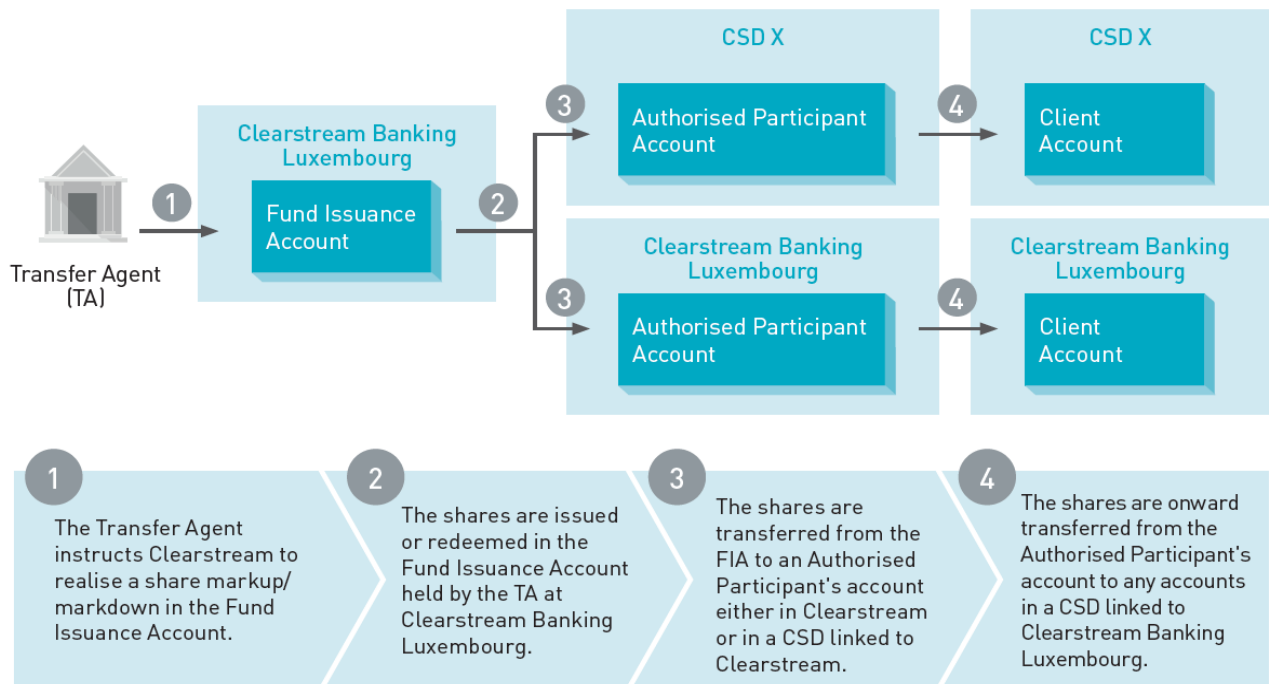 CSD X
CSD X
3
Authorised Participant
Account
4
Client
Account
Clearstream Banking
Luxembourg
1
Fund Issuance
Account
2
Transfer Agent
(TA)
Clearstream Banking
Luxembourg
Clearstream Banking
Luxembourg
3
Authorised Participant
Account
4
Client
Account
1
The Transfer Agent
instructs Clearstream to
realise a share markup/
markdown in the Fund
Issuance Account.
2
The shares are issued
or redeemed in the
Fund Issuance Account
held by the TA at
Clearstream Banking
Luxembourg.
3
The shares are
transferred from the
FIA to an Authorised
Participant's account
either in Clearstream
or in a CSD linked to
Clearstream.
4
The shares are onward
transferred from the
Authorised Participant's
account to any accounts
in a CSD linked to
Clearstream Banking
Luxembourg.